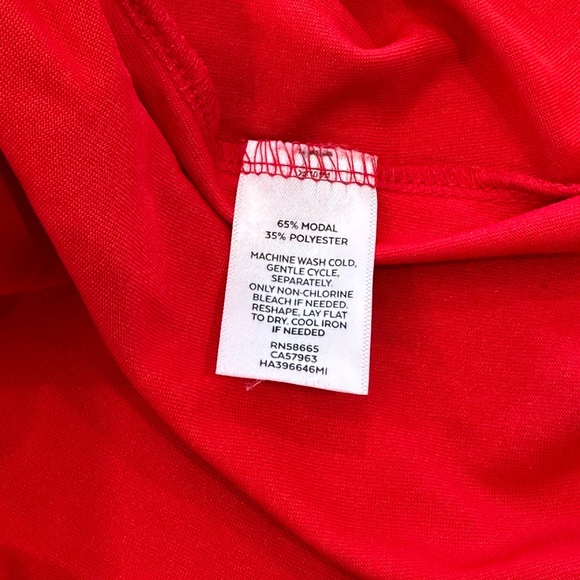 65% MODAL
35% POLYESTER
MACHINE WASH COLD,
GENTLE CYCLE,
SEPARATELY.
ONLY NON-CHLORINE
BLEACH IF NEEDED.
RESHAPE, LAY FLAT
TO DRY. COOL IRON
IF NEEDED
RN58665
CA57963
HA396646MI